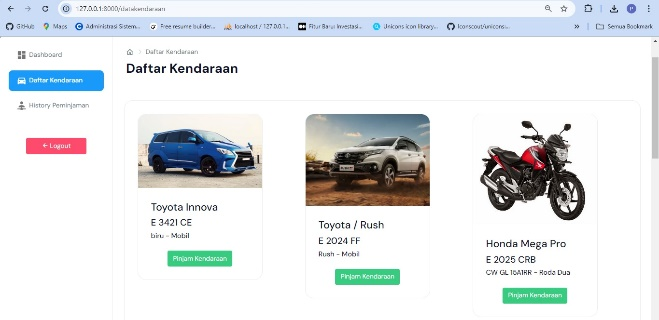 127.0.0.1:8000/datakendaraan
GitHub
Maps
Administrasi Sistem...
Free resume builder...
localhost / 127.0.0.1...
Fitur Barui Investasi...
Unicons Icon library...
Iconscout/unicons:...
Semua Bookmark
Dashboard
Daftar Kendaraan
History Peminjaman
← Logout
Daftar Kendaraan
Daftar Kendaraan
Toyota Innova
E 3421 CE
biru - Mobil
Pinjam Kendaraan
Toyota / Rush
E 2024 FF
Rush - Mobil
Pinjam Kendaraan
Honda Mega Pro
E 2025 CRB
CW GL 15A1RR - Roda Dua
Pinjam Kendaraan